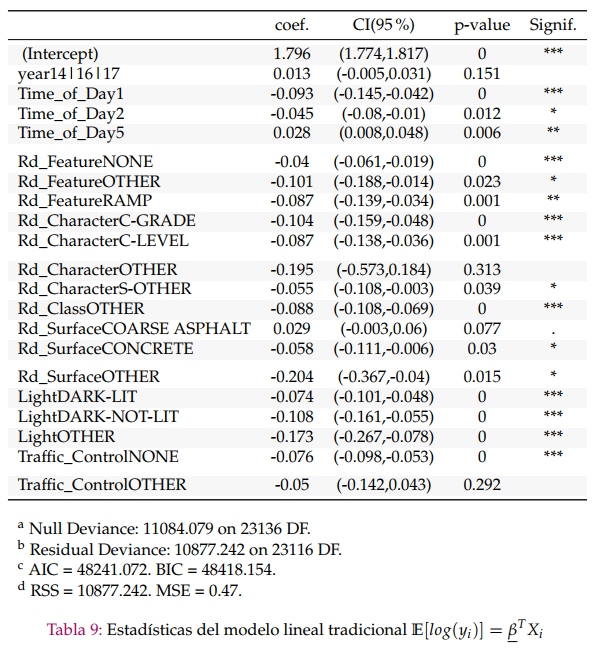 coef. CI(95 %) p-value Signif.
(Intercept) 1.796 (1.774,1.817) 0 ***
year14|16|17 0.013 (-0.005,0.031) 0.151
Time_of_Day1 -0.093 (-0.145,-0.042) 0 ***
Time_of_Day2 -0.045 (-0.08,-0.01) 0.012 *
Time_of_Day5 0.028 (0.008,0.048) 0.006 **
Rd_FeatureNONE -0.04 (-0.061,-0.019) 0 ***
Rd_FeatureOTHER -0.101 (-0.188,-0.014) 0.023 *
Rd_FeatureRAMP -0.087 (-0.139,-0.034) 0.001 **
Rd_CharacterC-GRADE -0.104 (-0.159,-0.048) 0 ***
Rd_CharacterC-LEVEL -0.087 (-0.138,-0.036) 0.001 ***
Rd_CharacterOTHER -0.195 (-0.573,0.184) 0.313
Rd_CharacterS-OTHER -0.055 (-0.108,-0.003) 0.039 *
Rd_ClassOTHER -0.088 (-0.108,-0.069) 0 ***
Rd_SurfaceCOARSE ASPHALT 0.029 (-0.003,0.06) 0.077 .
Rd_SurfaceCONCRETE -0.058 (-0.111,-0.006) 0.03 *
Rd_SurfaceOTHER -0.204 (-0.367,-0.04) 0.015 *
LightDARK-LIT -0.074 (-0.101,-0.048) 0 ***
LightDARK-NOT-LIT -0.108 (-0.161,-0.055) 0 ***
LightOTHER -0.173 (-0.267,-0.078) 0 ***
Traffic_ControlNONE -0.076 (-0.098,-0.053) 0 ***
Traffic_ControlOTHER -0.05 (-0.142,0.043) 0.292
a Null Deviance: 11084.079 on 23136 DF.
b Residual Deviance: 10877.242 on 23116 DF.
c AIC = 48241.072. BIC = 48418.154.
d RSS = 10877.242. MSE = 0.47.
Tabla 9: Estadísticas del modelo lineal tradicional 𝔼[log(yᵢ)] = β̲ᵀXᵢ